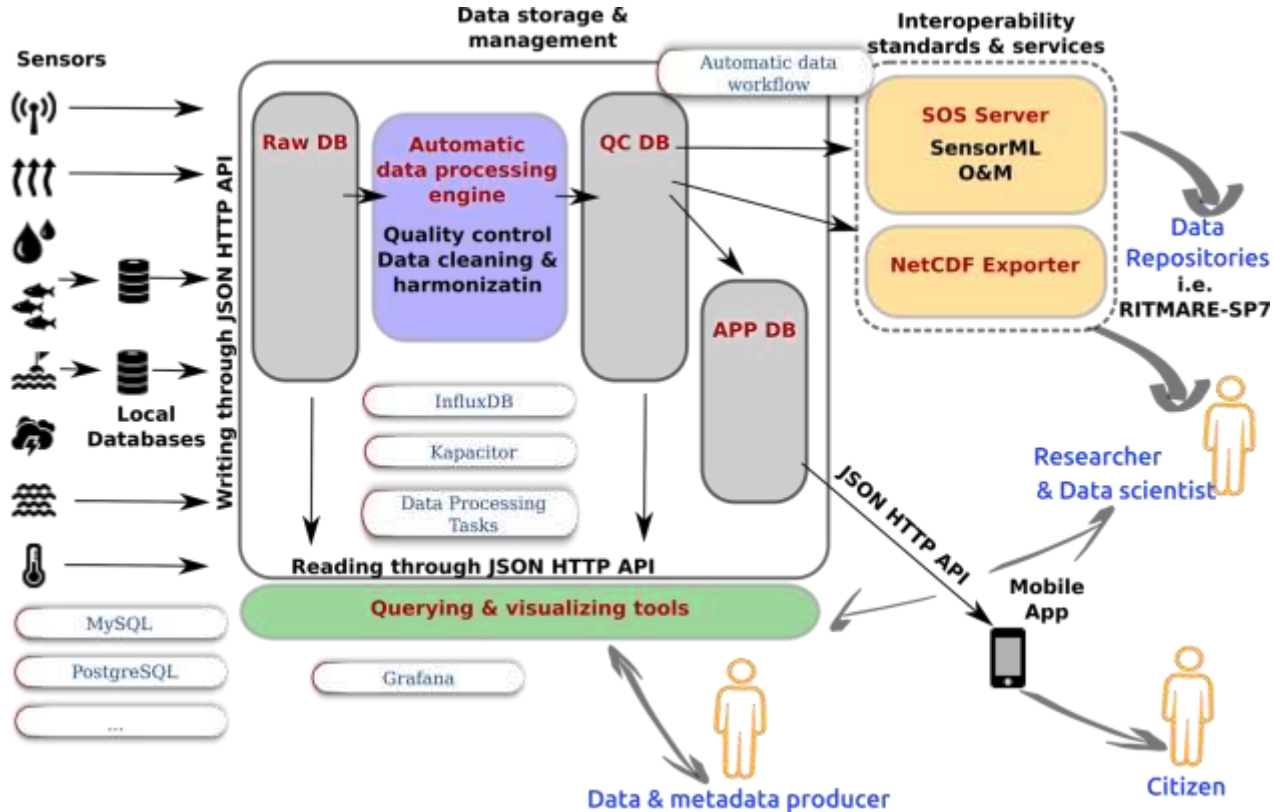 Data storage &
management
Interoperability
standards & services
Sensors
Automatic data
workflow
Raw DB
Automatic
data processing
engine
Quality control
Data cleaning &
harmonizatin
QC DB
SOS Server
SensorML
O&M
NetCDF Exporter
Data
Repositories
i.e.
RITMARE-SP7
APP DB
Writing through JSON HTTP API
Local
Databases
InfluxDB
Kapacitor
Data Processing
Tasks
Researcher
& Data scientist
JSON HTTP API
Reading through JSON HTTP API
Querying & visualizing tools
Mobile
App
MySQL
PostgreSQL
...
Grafana
Data & metadata producer
Citizen